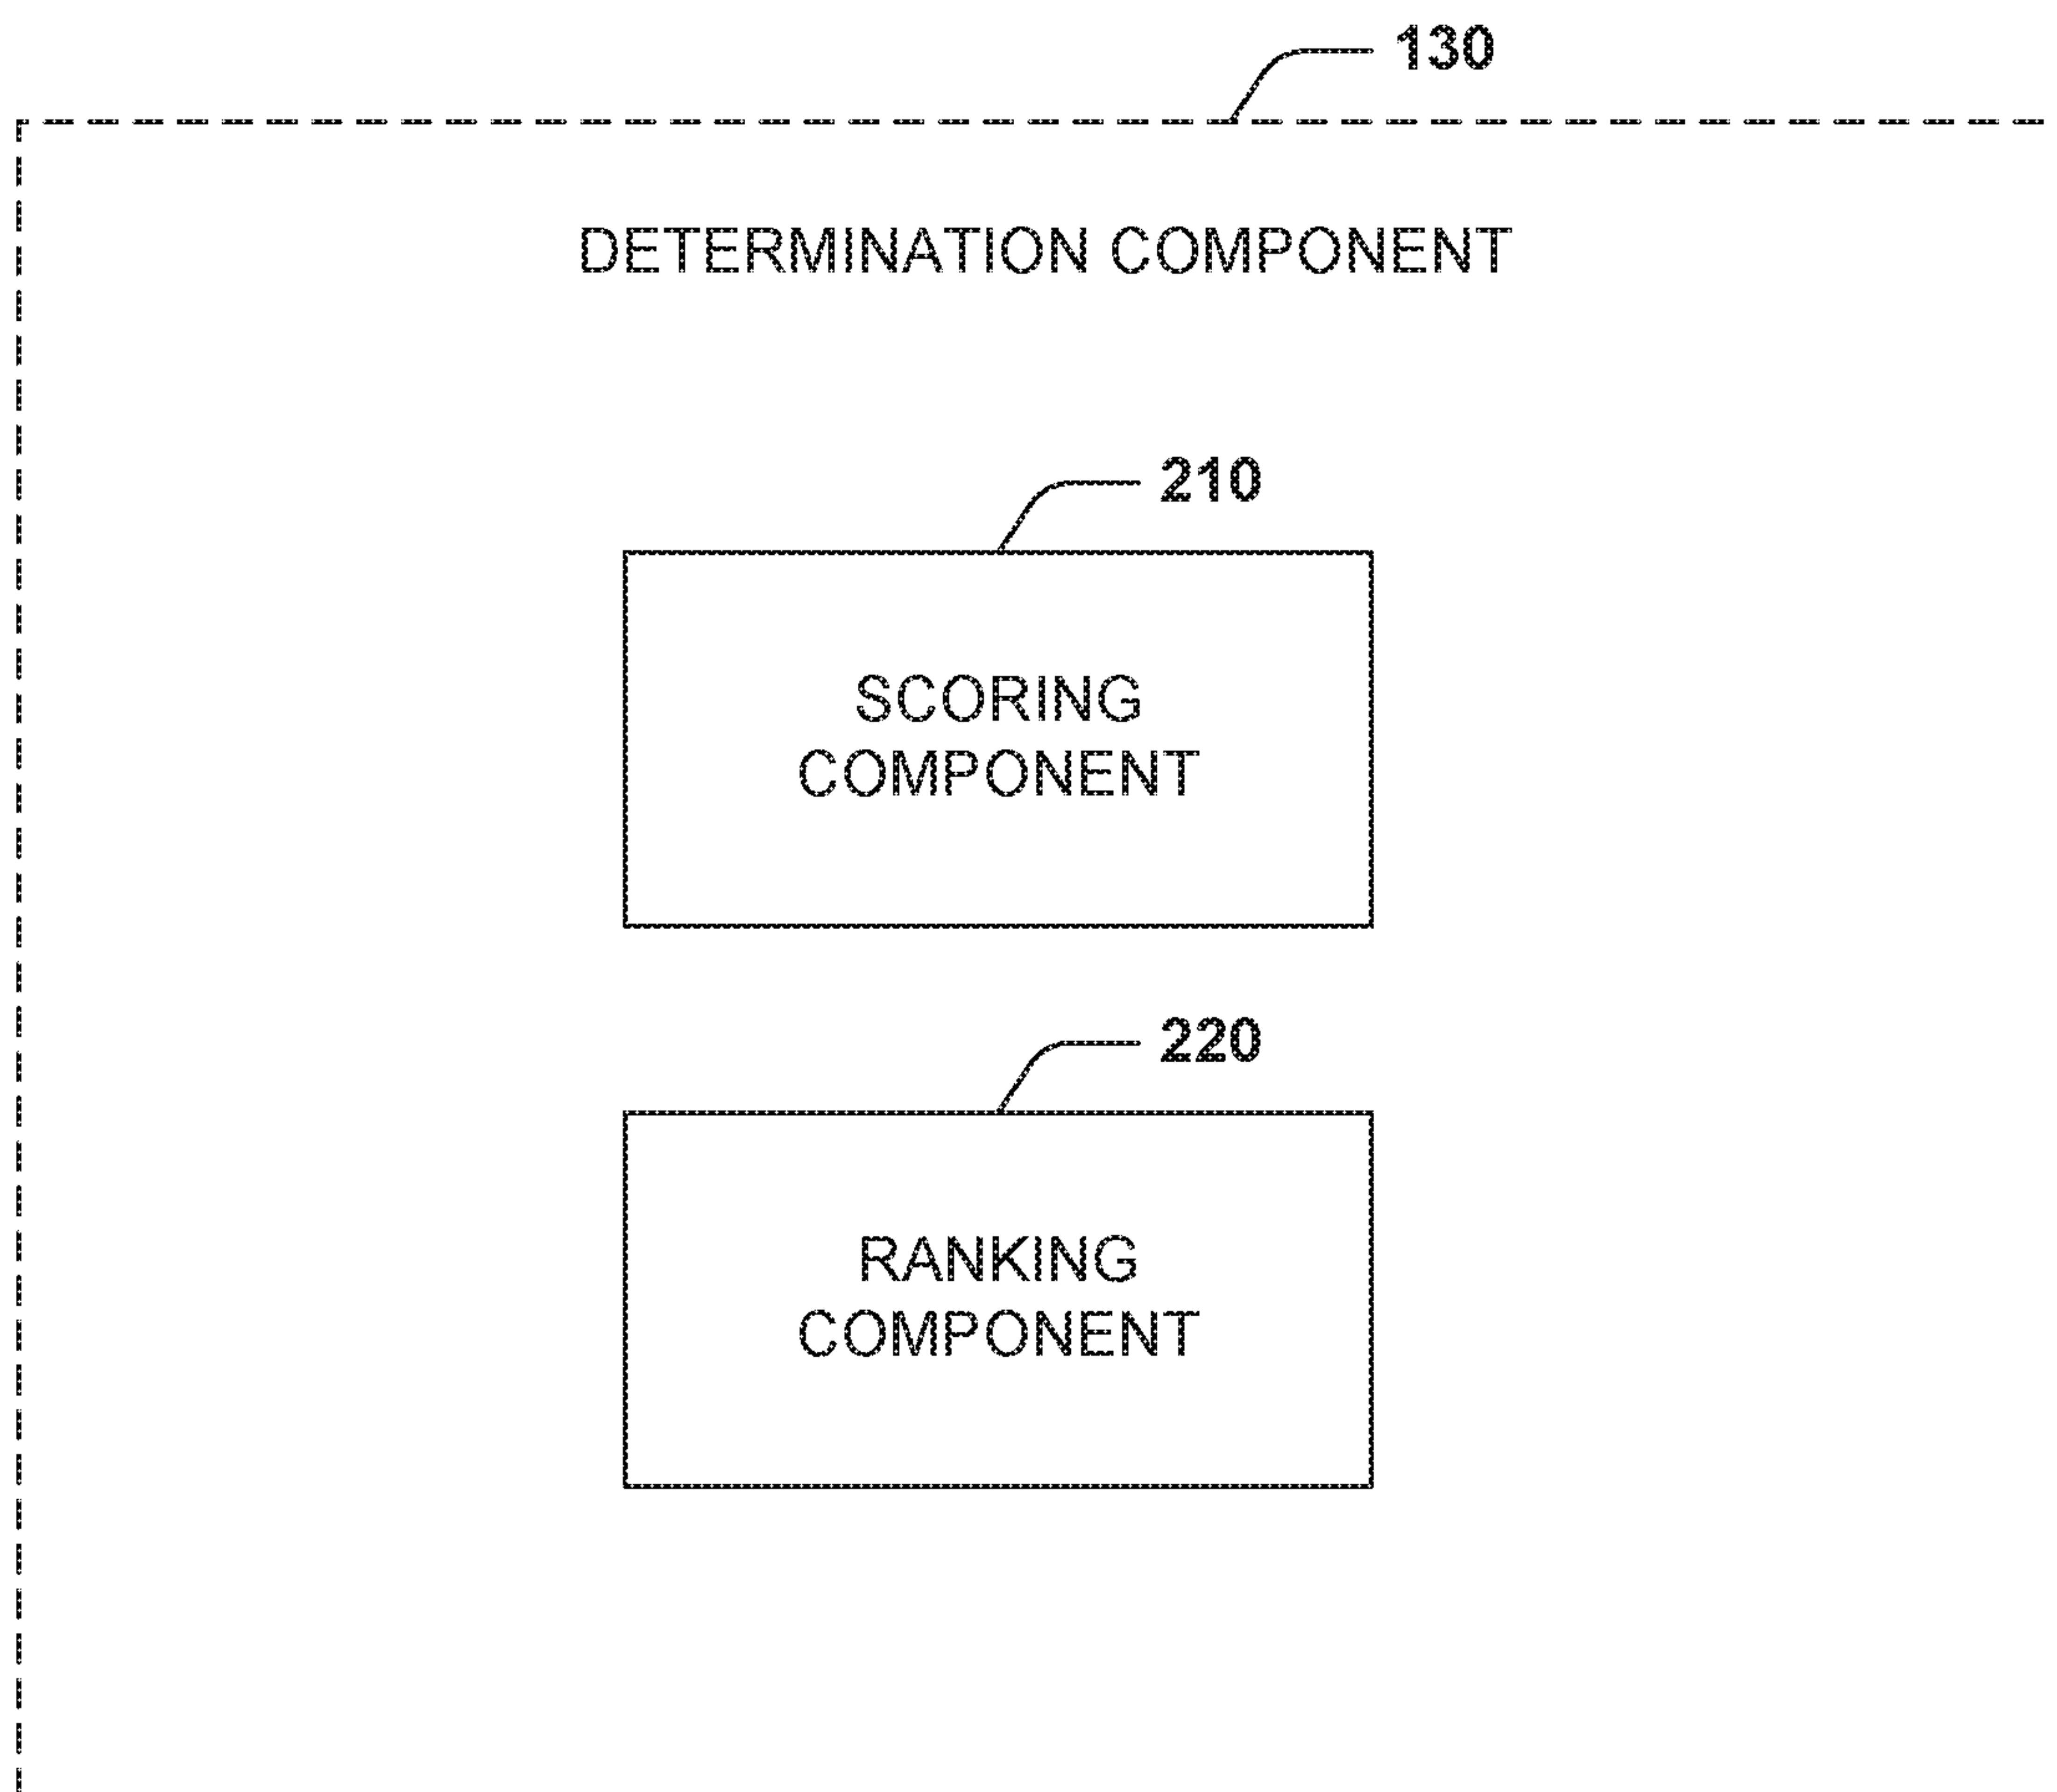 130
DETERMINATION COMPONENT
210
SCORING
COMPONENT
220
RANKING
COMPONENT